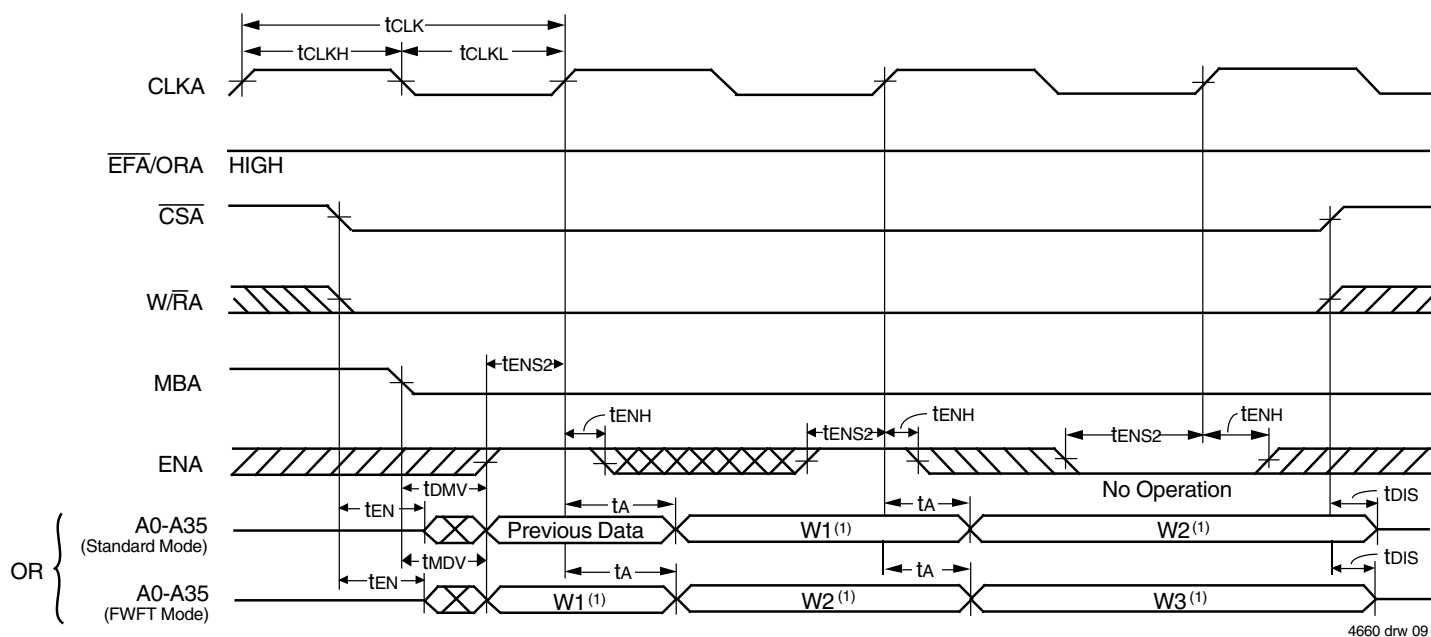 tCLK
tCLKH
tCLKL
CLKA
EFA/ORA HIGH
CSA
W/RA
tENS2
MBA
tENH
tENS2
tENH
tENS2
tENH
ENA
tDMV
No Operation
tEN
tA
tA
tDIS
A0-A35
(Standard Mode)
Previous Data
W1(1)
W2(1)
OR
tMDV
tEN
tA
tA
tDIS
A0-A35
(FWFT Mode)
W1(1)
W2(1)
W3(1)
4660 drw 09